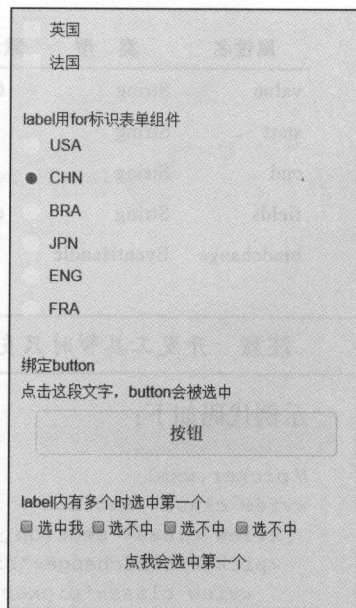 英国
法国
label用for标识表单组件
USA
CHN
BRA
JPN
ENG
FRA
绑定button
点击这段文字，button会被选中
按钮
label内有多个时选中第一个
选中我 选不中 选不中 选不中
点我会选中第一个